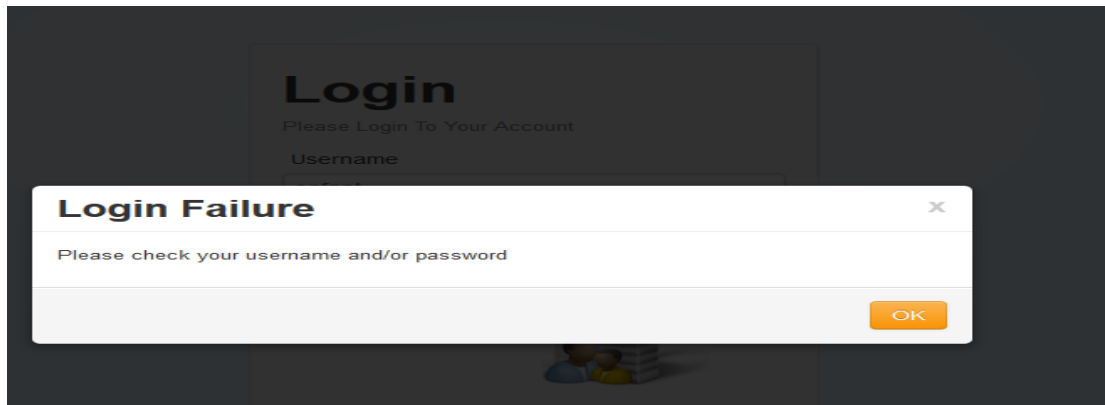 Login
Please Login To Your Account
Username
Login Failure
x
Please check your username and/or password
OK